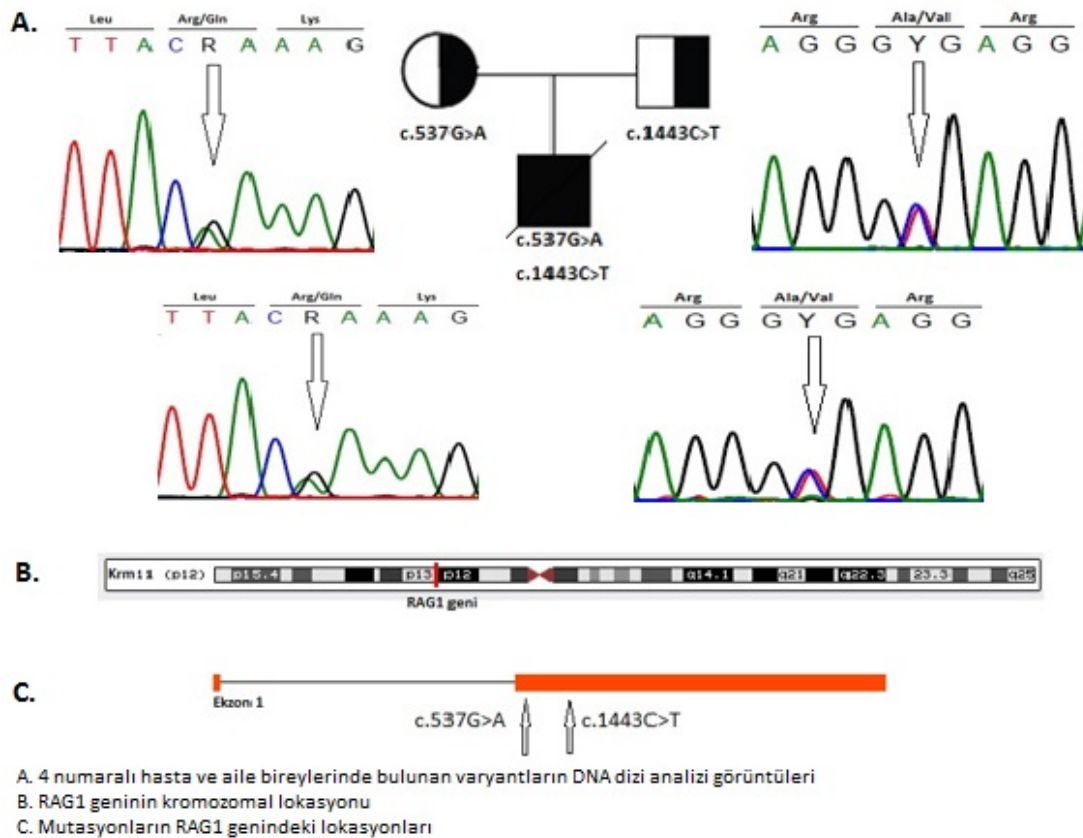 A.
Leu Arg/Gln Lys
T T A C R A A A G
c.537G>A
c.1443C>T
c.537G>A
c.1443C>T
Arg Ala/Val Arg
A G G G Y G A G G
Leu Arg/Gln Lys
T T A C R A A A G
Arg Ala/Val Arg
A G G G Y G A G G
B.
Krm11 (p12) p15.4 p13 p12 q14.1 q21 q22.3 23.3 q25
RAG1 geni
C.
Ekzon 1
c.537G>A
c.1443C>T
A. 4 numaralı hasta ve aile bireylerinde bulunan varyantların DNA dizi analizi görüntüleri
B. RAG1 geninin kromozomal lokasyonu
C. Mutasyonların RAG1 genindeki lokasyonları